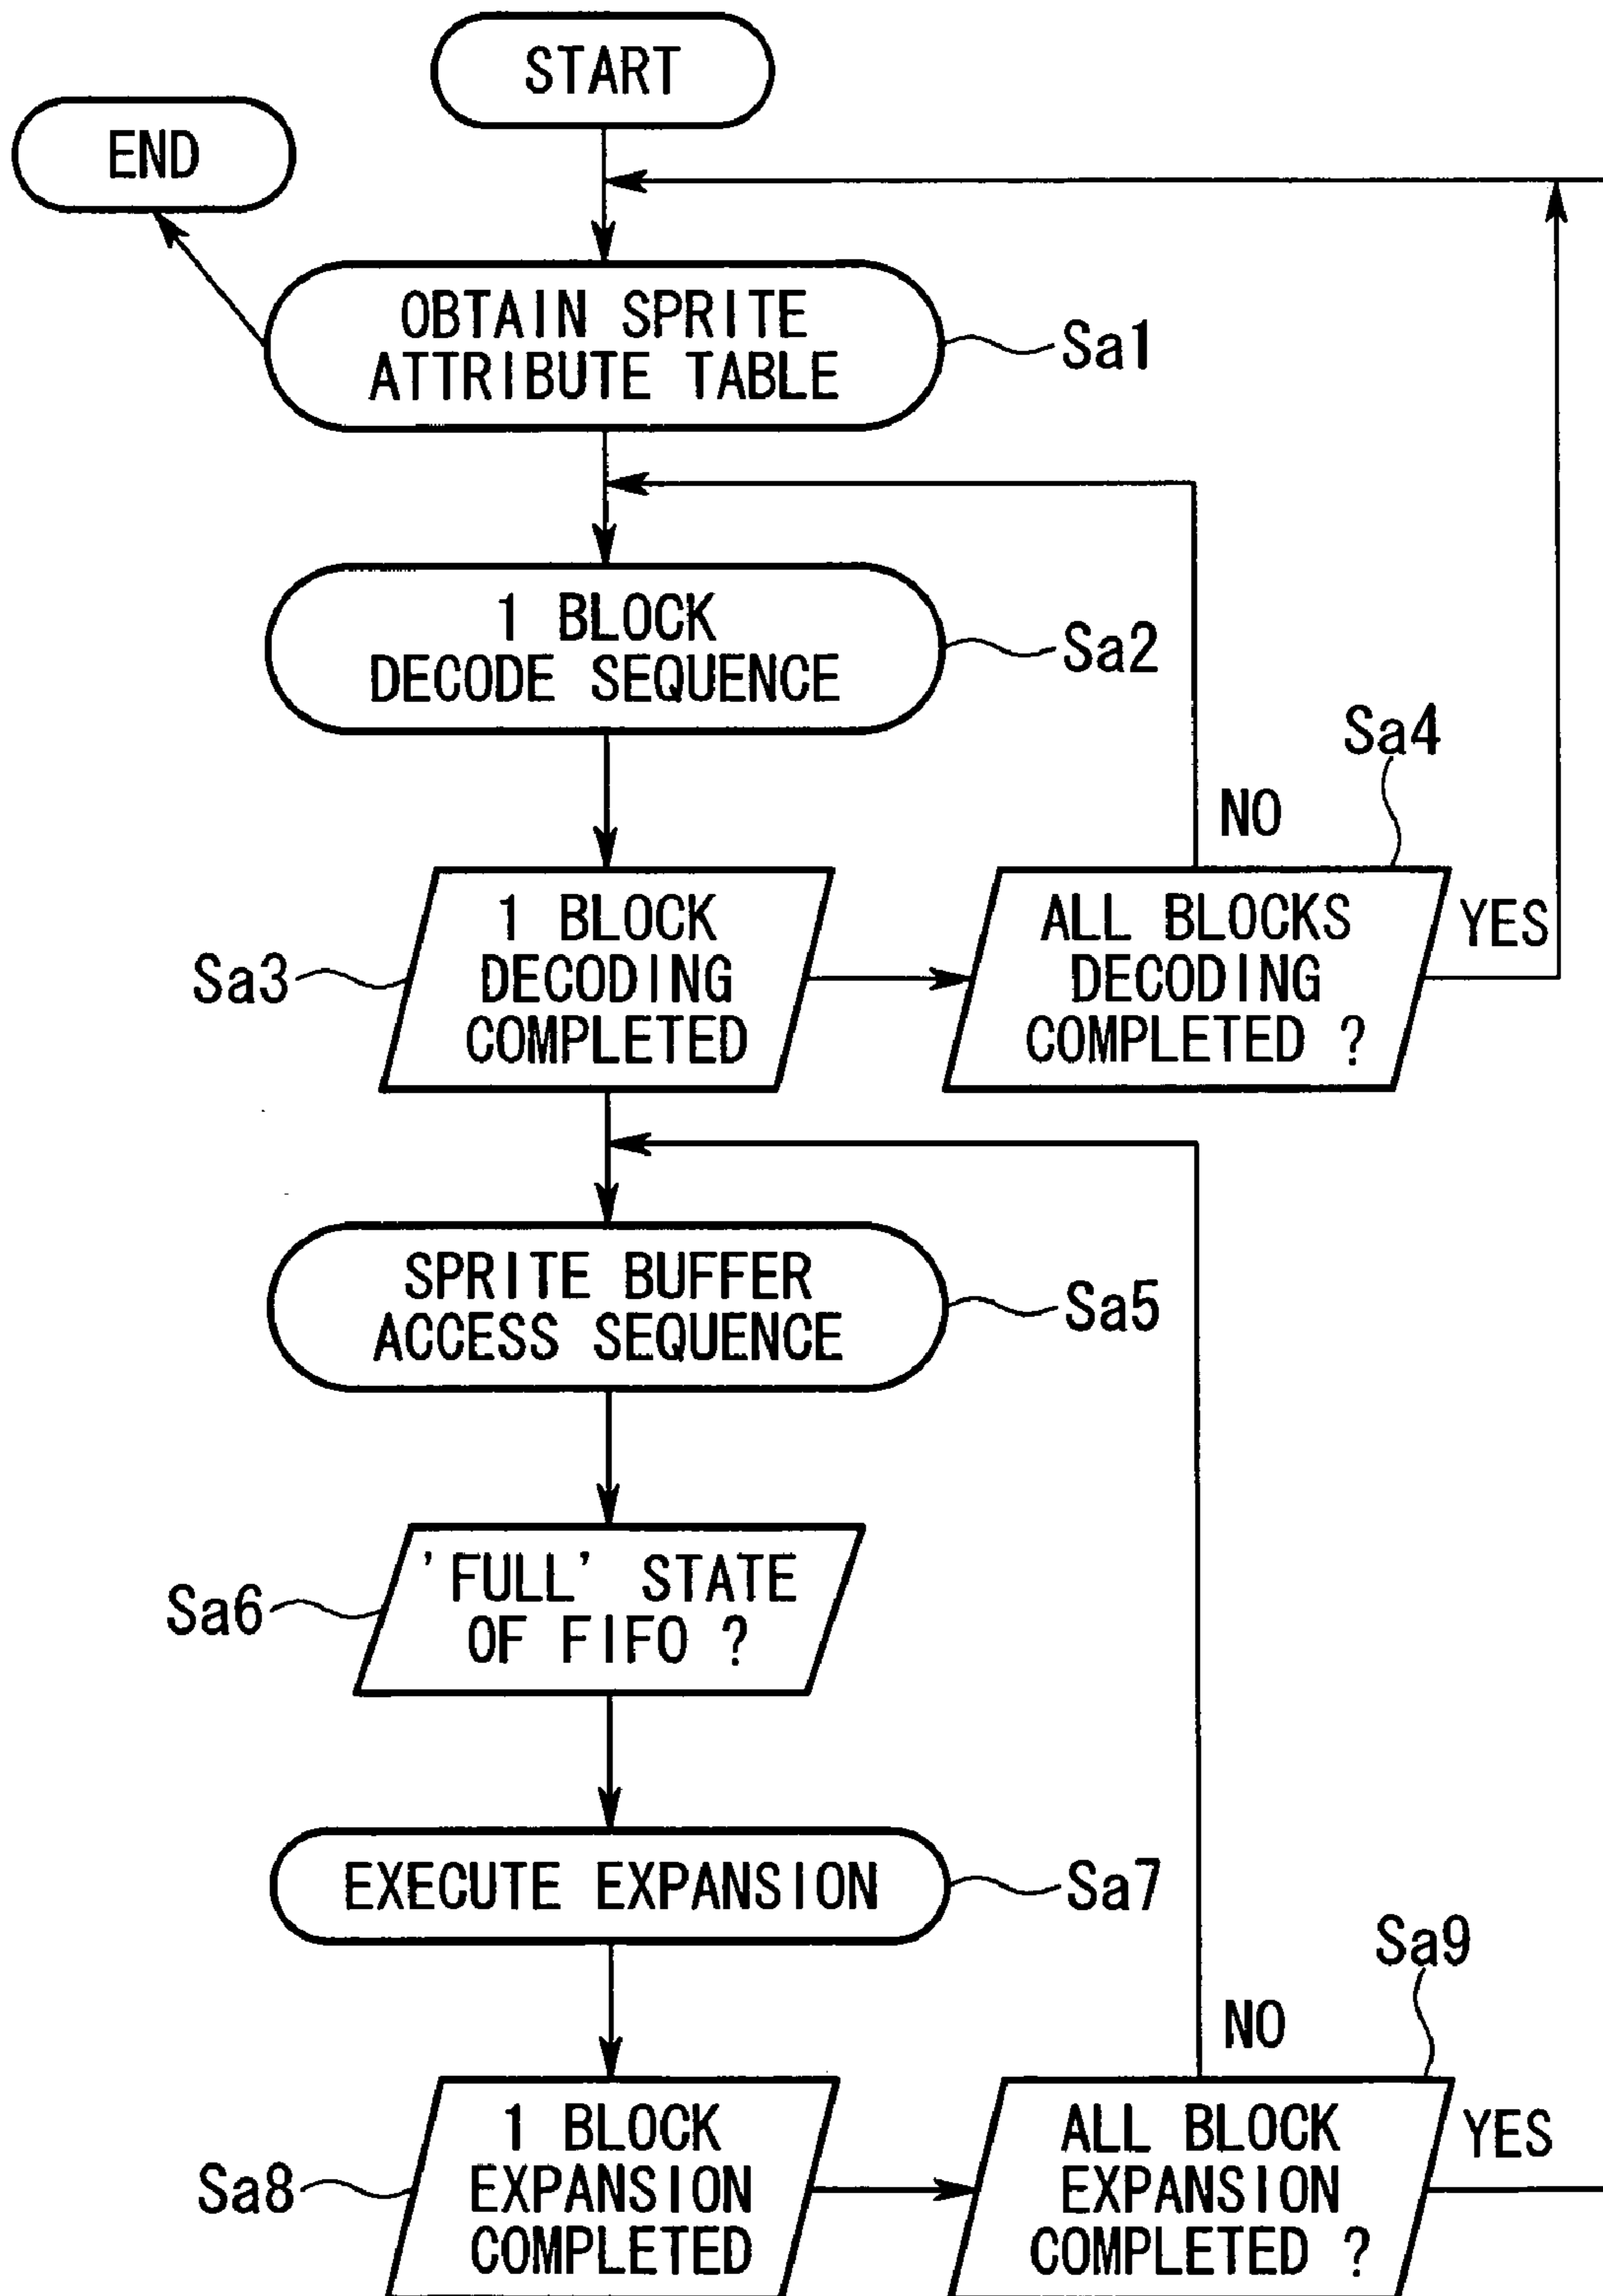 START
END
OBTAIN SPRITE
ATTRIBUTE TABLE
Sa1
1 BLOCK
DECODE SEQUENCE
Sa2
Sa4
NO
1 BLOCK
DECODING
COMPLETED
Sa3
ALL BLOCKS
DECODING
COMPLETED ?
YES
SPRITE BUFFER
ACCESS SEQUENCE
Sa5
'FULL' STATE
OF FIFO ?
Sa6
EXECUTE EXPANSION
Sa7
Sa9
NO
1 BLOCK
EXPANSION
COMPLETED
Sa8
ALL BLOCK
EXPANSION
COMPLETED ?
YES